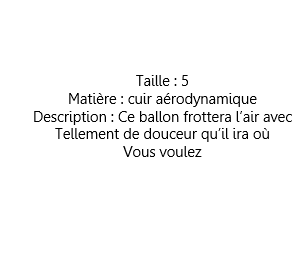 Taille : 5
Matière : cuir aérodynamique
Description : Ce ballon frottera l’air avec
Tellement de douceur qu’il ira où
Vous voulez